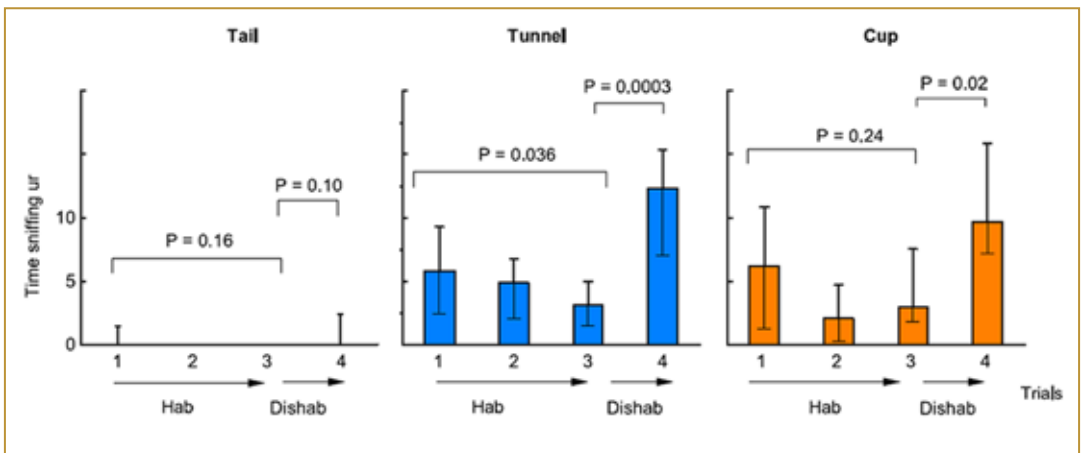 Tail
Tunnel
Cup
Time sniffing ur
10
5
0
P = 0.16
P = 0.10
1 2 3 4
Hab Dishab
P = 0.036
P = 0.0003
1 2 3 4
Hab Dishab
P = 0.24
P = 0.02
1 2 3 4
Hab Dishab
Trials